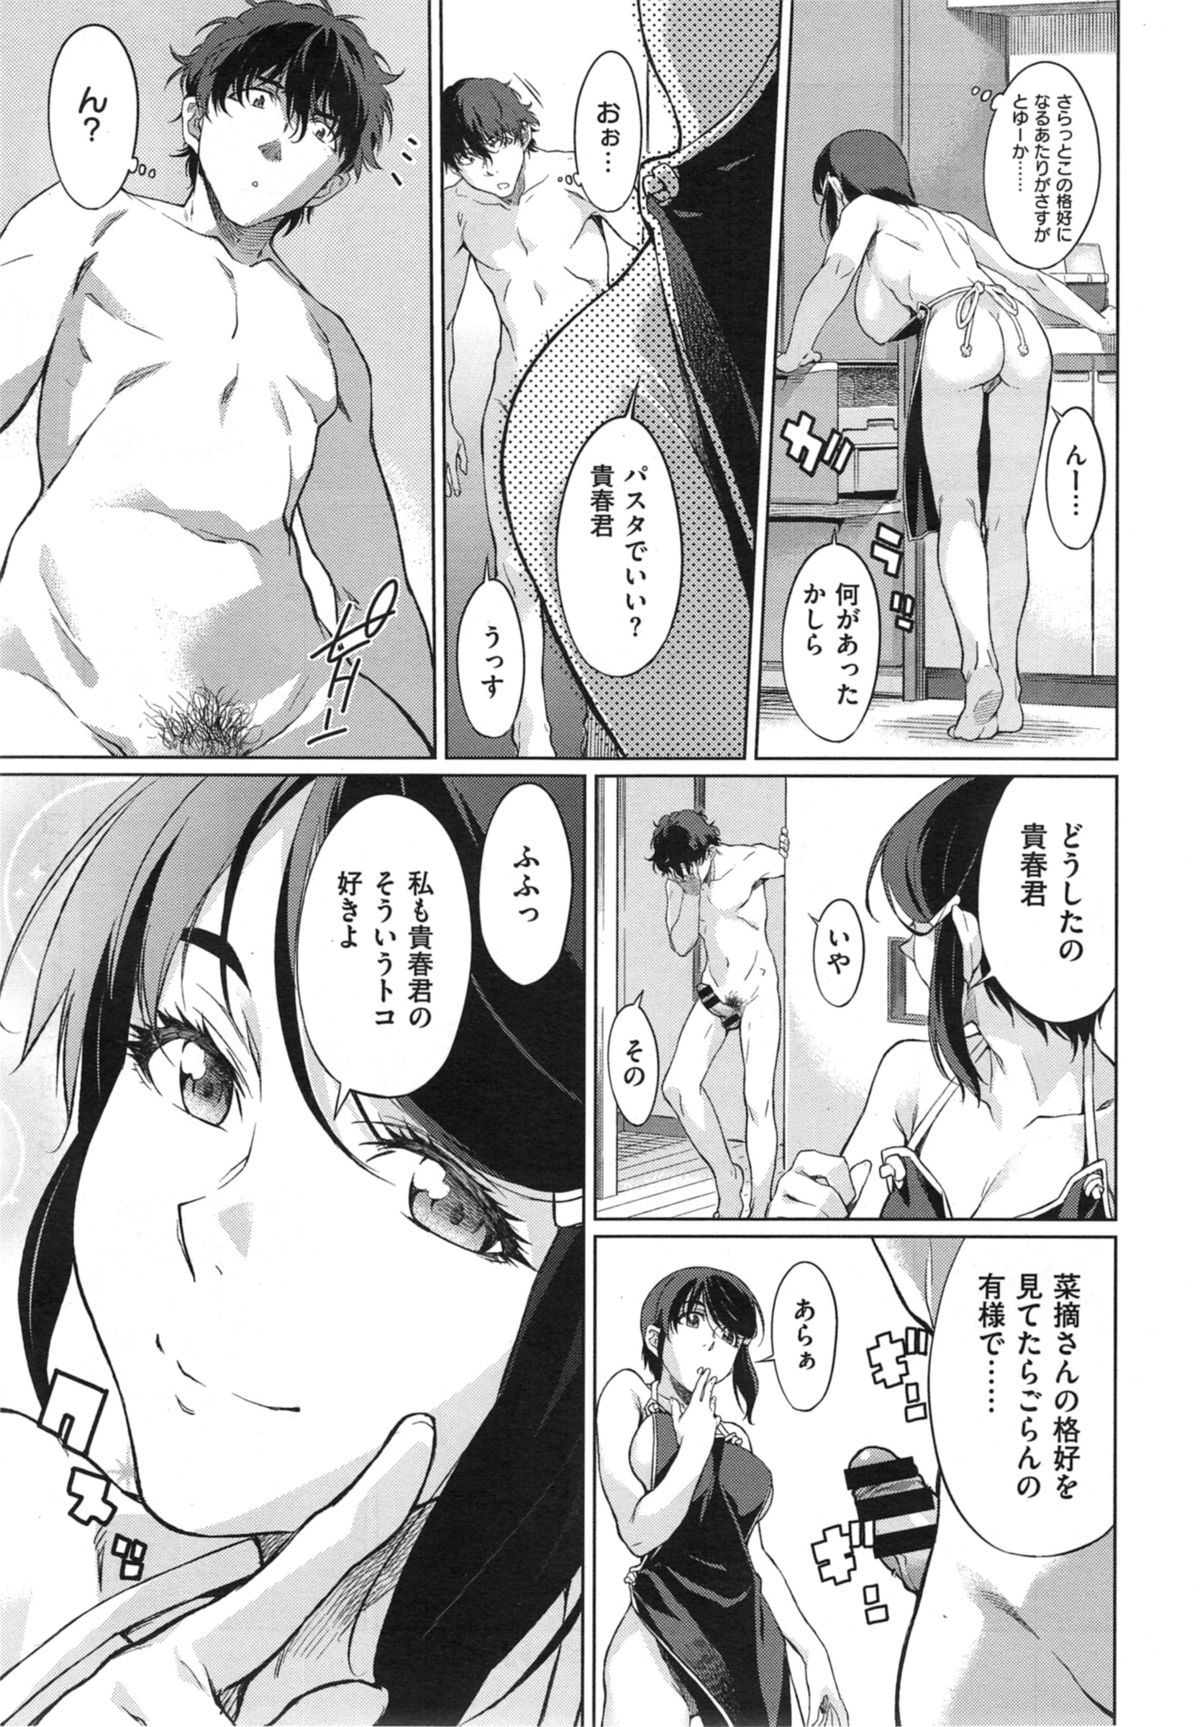 さらっとこの格好に
なるあたりがさすが
とゆーか……
んー…
何があった
かしら
ガラ
おぉ…
パスタでいい？
貴春君
うっす
ん？
どうしたの
貴春君
いや
その
菜摘さんの格好を
見てたらごらんの
有様で……
ギ！
ギ！
あらぁ
ふふっ
私も貴春君の
そういうトコ
好きよ